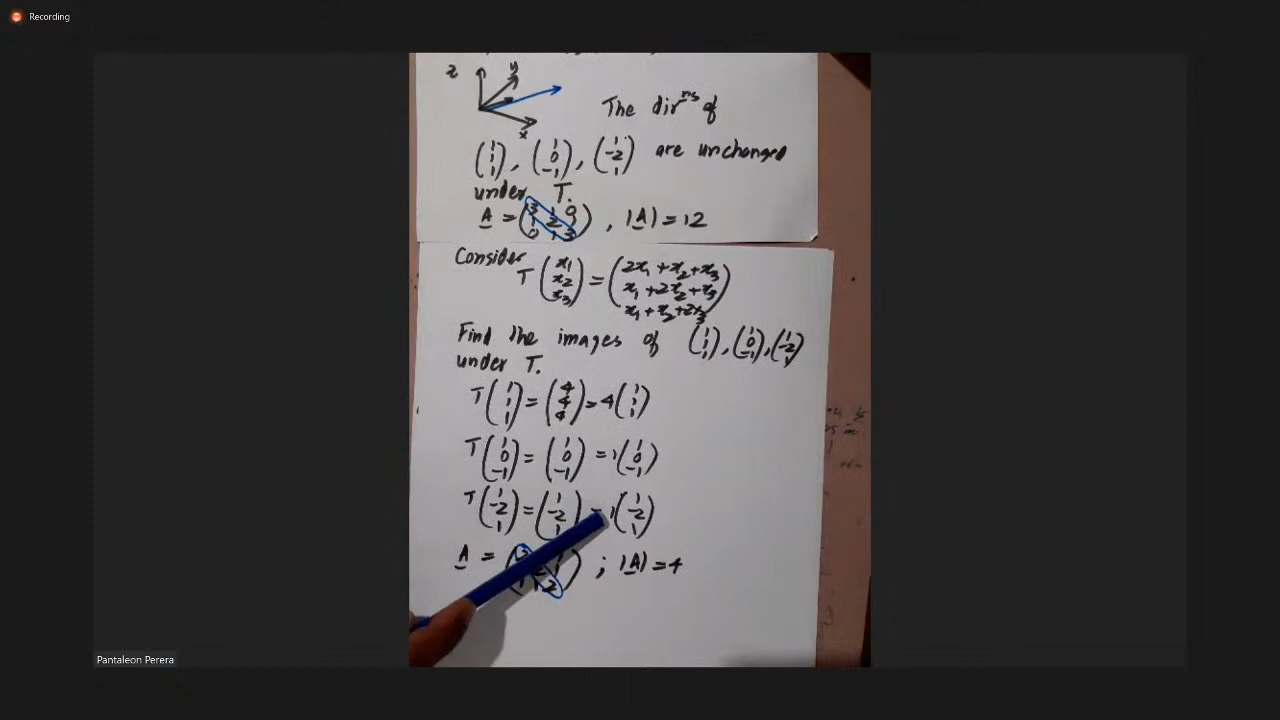 Recording
z
y
x
The dirⁿˢ of
(1 1 1), (1 0 -1), (1 -2 1) are unchanged
under T.
A = (3 1 0 1 2 1 0 1 3), |A| = 12
Consider
T (x₁ x₂ x₃) = (2x₁ + x₂ + x₃ x₁ + 2x₂ + x₃ x₁ + x₂ + 2x₃)
Find the images of (1 1 1), (1 0 -1), (1 -2 1)
under T.
T (1 1 1) = (4 4 4) = 4 (1 1 1)
T (1 0 -1) = (1 0 -1) = 1 (1 0 -1)
T (1 -2 1) = (1 -2 1) = 1 (1 -2 1)
A = ; |A| = 4
Pantaleon Perera